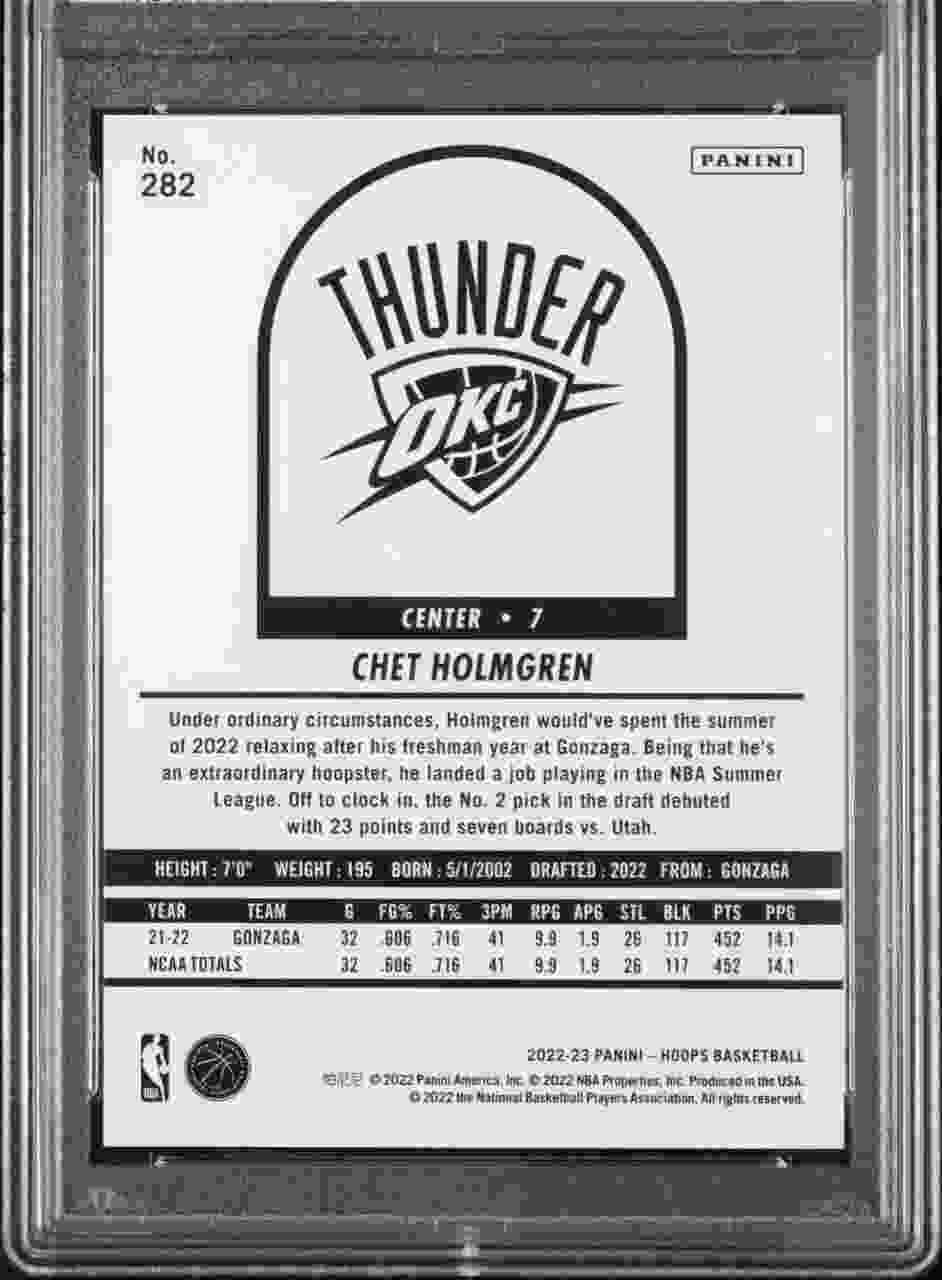 No.
282
PANINI
THUNDER
OKC
CENTER • 7
CHET HOLMGREN
Under ordinary circumstances, Holmgren would've spent the summer
of 2022 relaxing after his freshman year at Gonzaga. Being that he's
an extraordinary hoopster, he landed a job playing in the NBA Summer
League. Off to clock in, the No. 2 pick in the draft debuted
with 23 points and seven boards vs. Utah.
HEIGHT: 7'0" WEIGHT: 195 BORN: 5/1/2002 DRAFTED: 2022 FROM: GONZAGA
YEAR TEAM G FG% FT% 3PM RPG APG STL BLK PTS PPG
21-22 GONZAGA 32 .606 .716 41 9.9 1.9 26 117 452 14.1
NCAA TOTALS 32 .606 .716 41 9.9 1.9 26 117 452 14.1
2022-23 PANINI – HOOPS BASKETBALL
© 2022 Panini America, Inc. © 2022 NBA Properties, Inc. Produced in the USA.
© 2022 the National Basketball Players Association. All rights reserved.